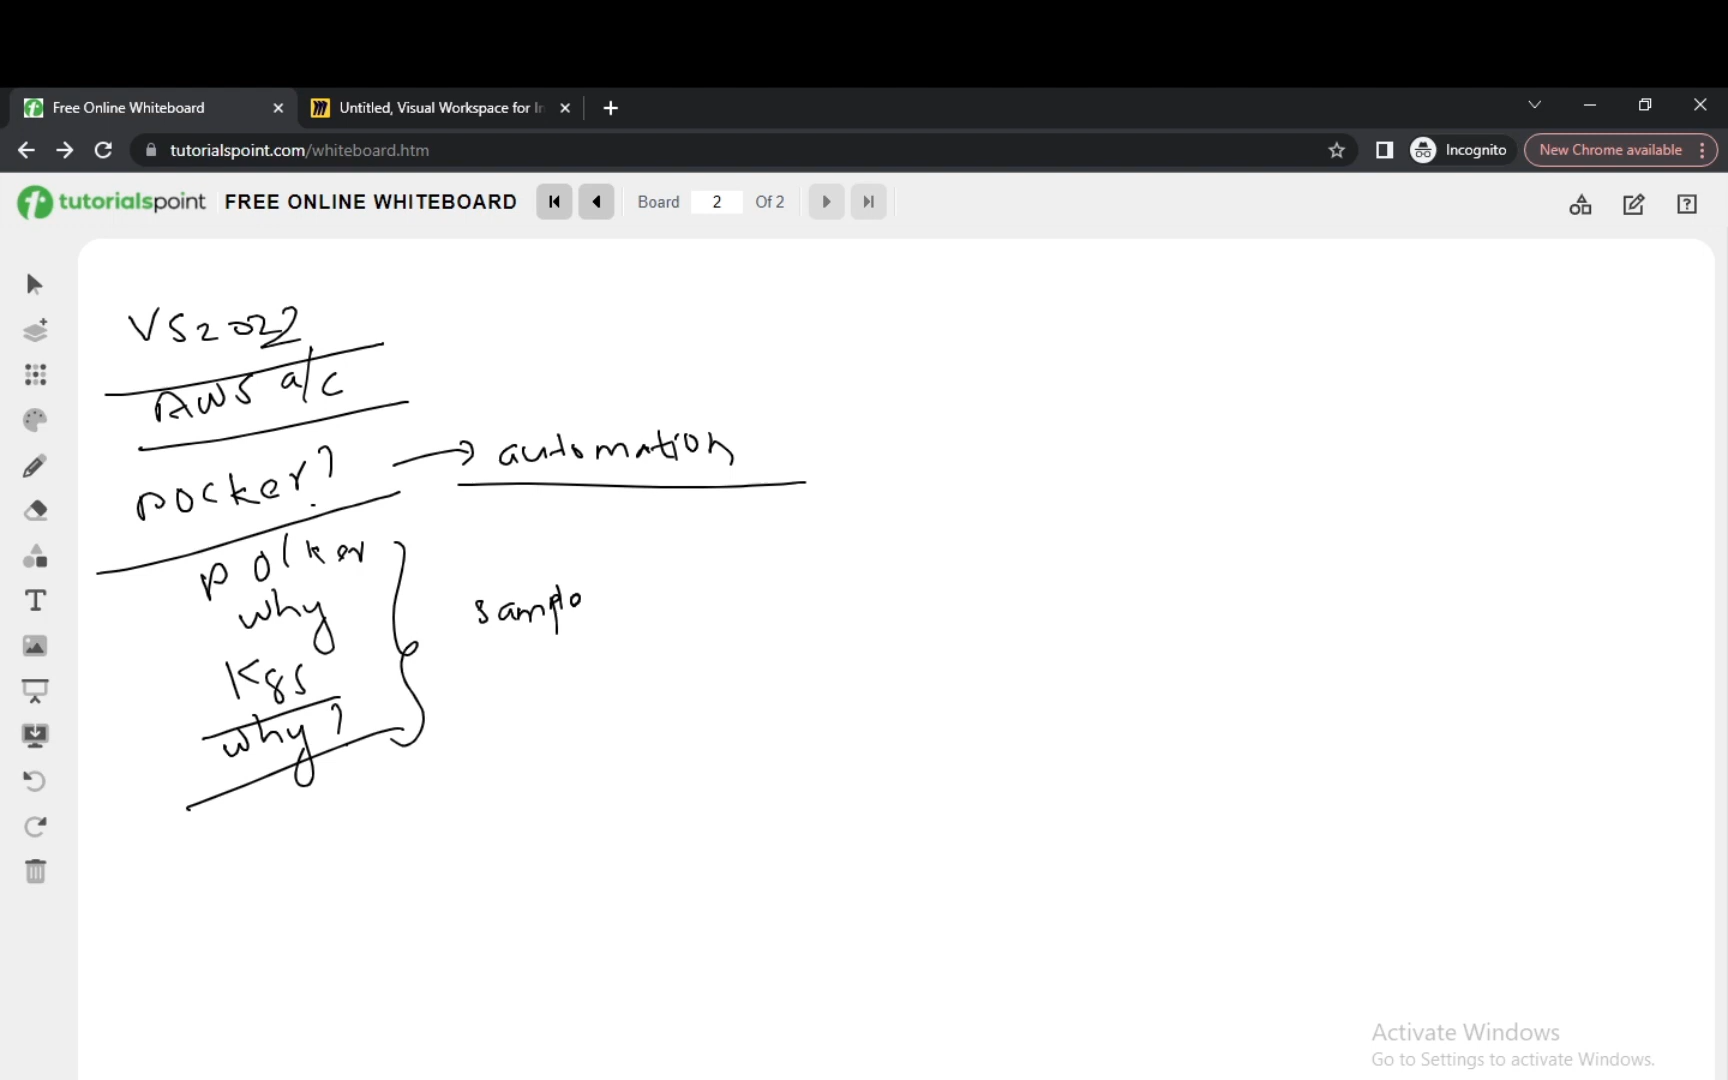 Free Online Whiteboard
Untitled, Visual Workspace for In
tutorialspoint.com/whiteboard.htm
Incognito
New Chrome available
tutorialspoint FREE ONLINE WHITEBOARD
Board 2 Of 2
VS2022
AWS a/c
Docker? → automation
Docker
why
K8s
why?
sample
Activate Windows
Go to Settings to activate Windows.